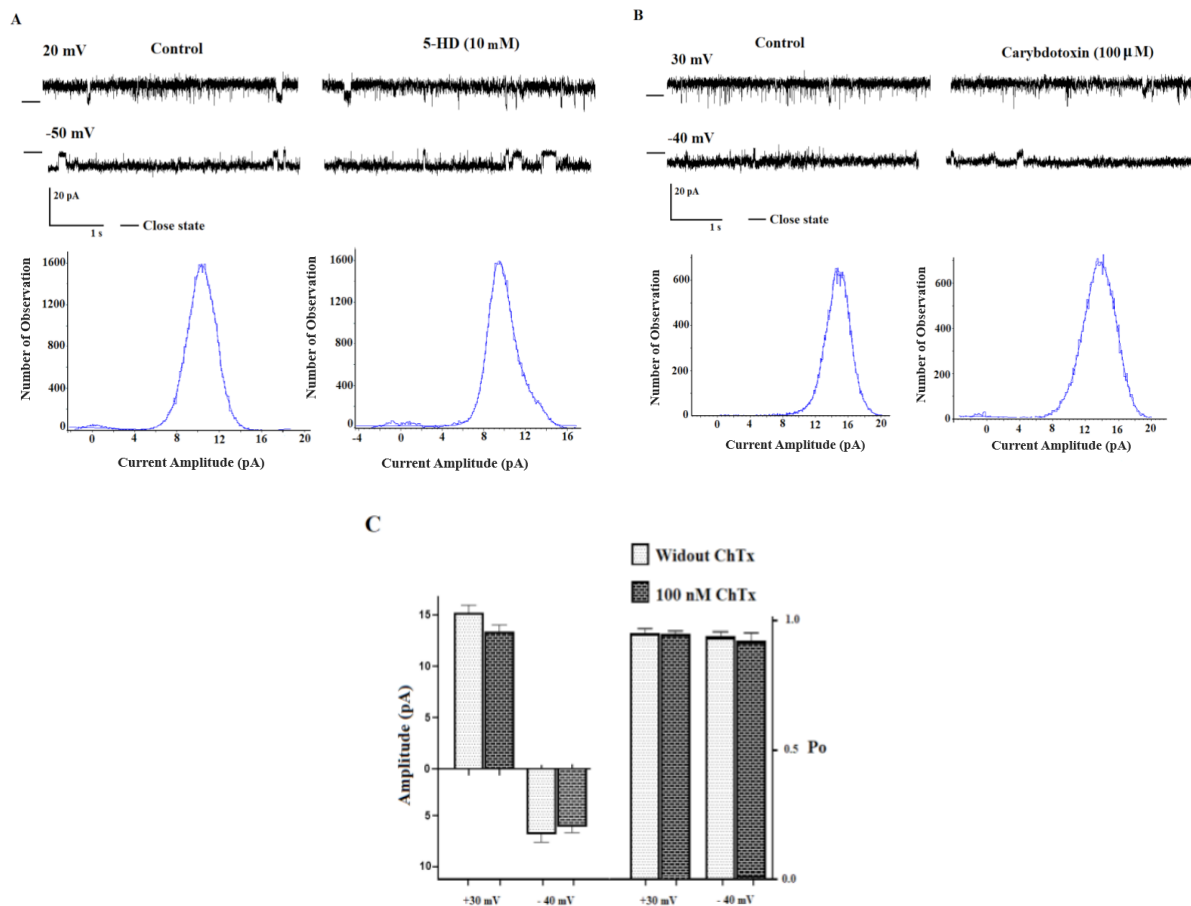 A
20 mV
Control
5-HD (10 mM)
-50 mV
20 pA
1 s
Close state
Number of Observation
1600
1200
800
400
0
0
4
8
12
16
20
Current Amplitude (pA)
Number of Observation
1600
1200
800
400
0
-4
0
4
8
12
16
Current Amplitude (pA)
B
30 mV
Control
Carybdotoxin (100 µM)
-40 mV
20 pA
1 s
Close state
Number of Observation
600
400
200
0
0
4
8
12
16
20
Current Amplitude (pA)
Number of Observation
600
400
200
0
0
4
8
12
16
20
Current Amplitude (pA)
C
Widout ChTx
100 nM ChTx
Amplitude (pA)
15
10
5
0
5
10
+30 mV
- 40 mV
+30 mV
- 40 mV
1.0
0.5
0.0
Po